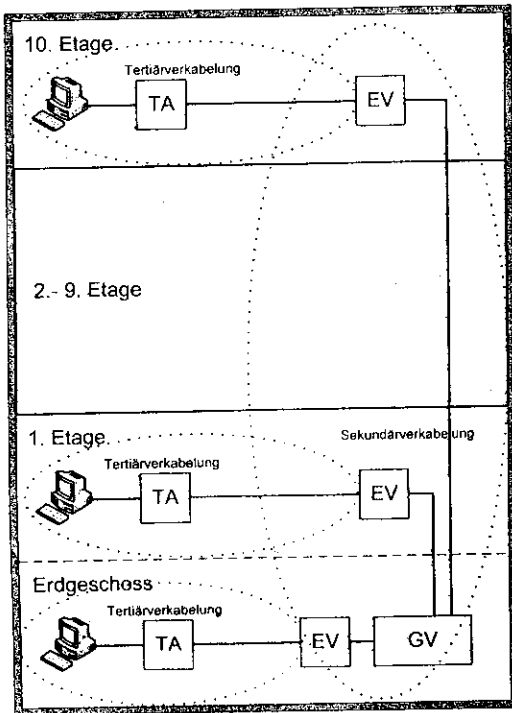 10. Etage
Tertiärverkabelung
TA
EV
2.- 9. Etage
1. Etage
Sekundärverkabelung
Tertiärverkabelung
TA
EV
Erdgeschoss
Tertiärverkabelung
TA
EV
GV